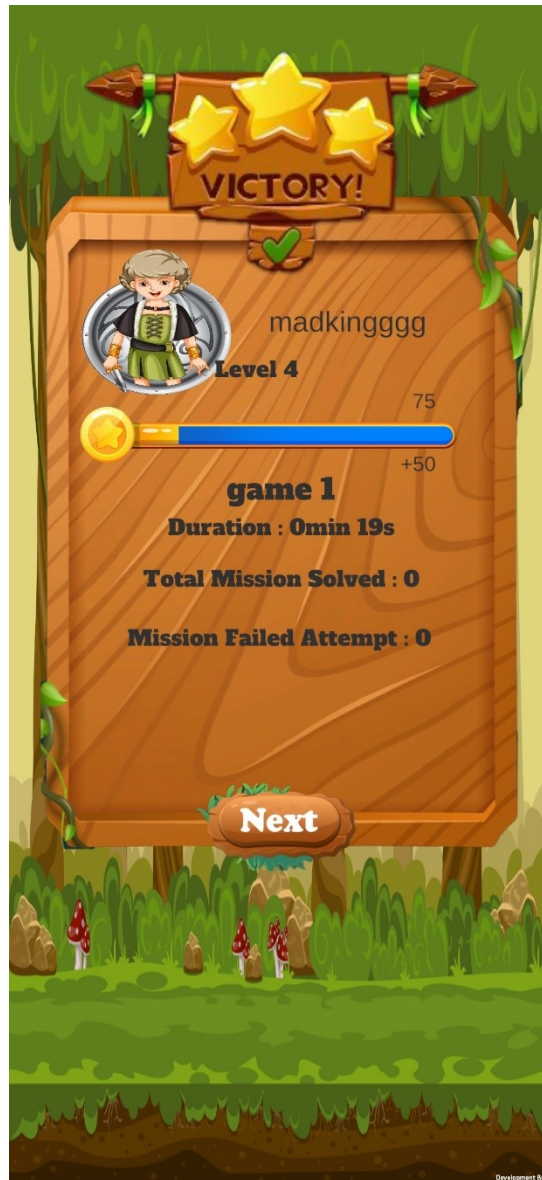 VICTORY!
madkingggg
Level 4
75
+50
game 1
Duration : 0min 19s
Total Mission Solved : 0
Mission Failed Attempt : 0
Next
Development